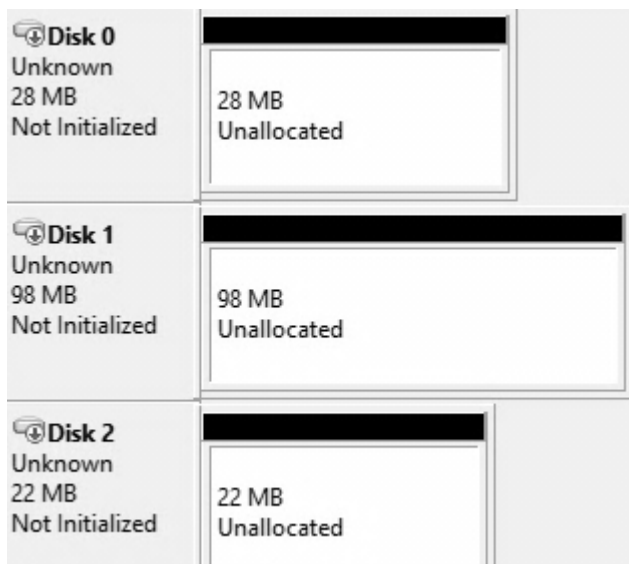 Disk 0
Unknown
28 MB
Not Initialized
28 MB
Unallocated
Disk 1
Unknown
98 MB
Not Initialized
98 MB
Unallocated
Disk 2
Unknown
22 MB
Not Initialized
22 MB
Unallocated